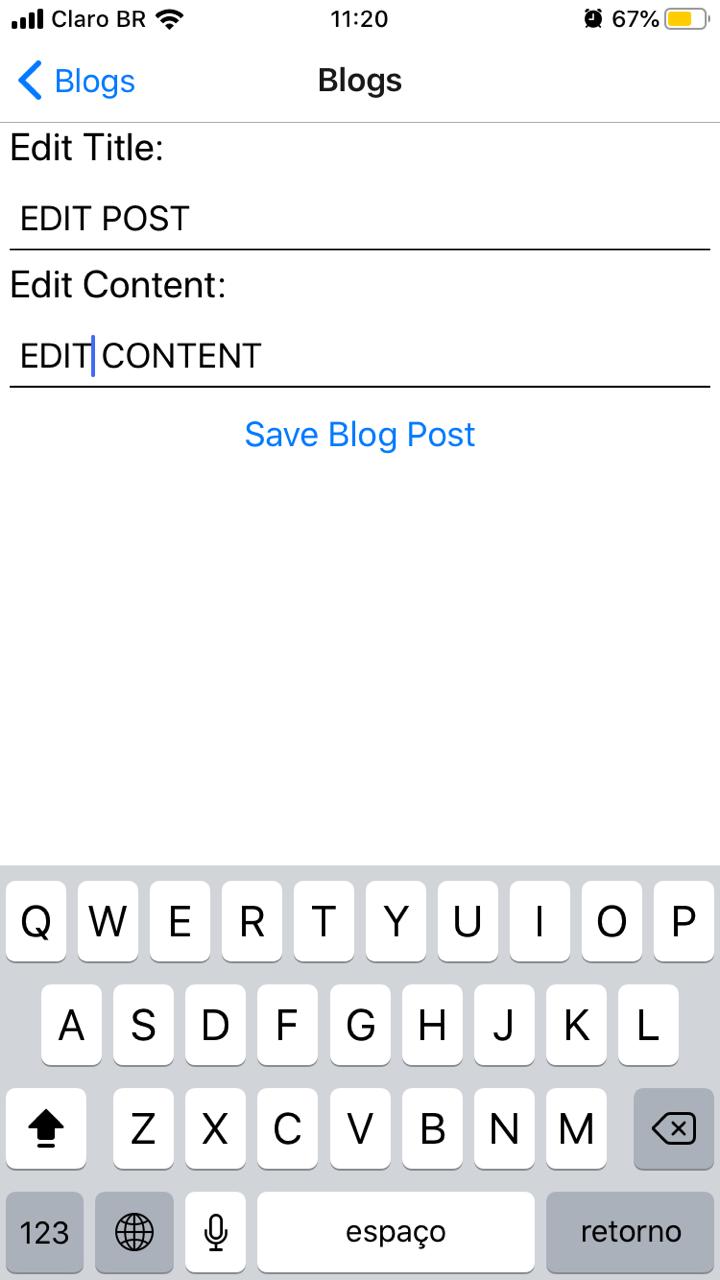 Claro BR 11:20 67%
Blogs Blogs
Edit Title:
EDIT POST
Edit Content:
EDIT CONTENT
Save Blog Post
Q W E R T Y U I O P
A S D F G H J K L
Z X C V B N M
123 espaço retorno